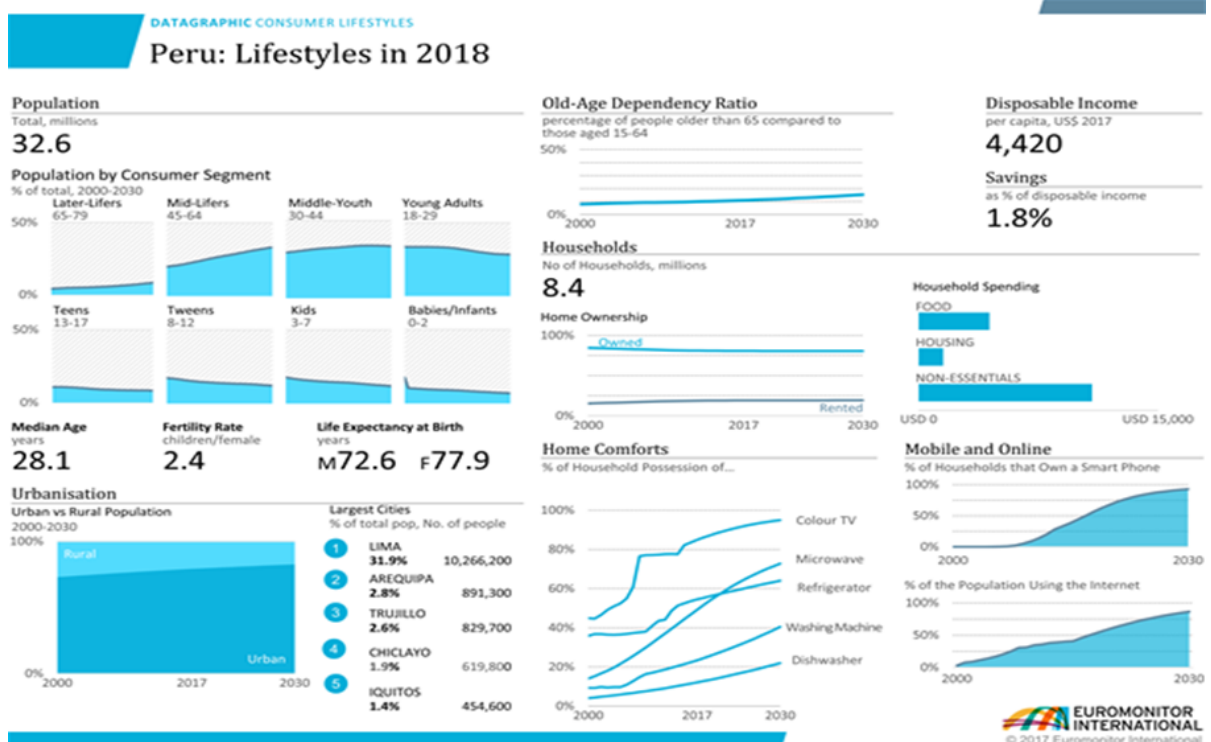 DATAGRAPHIC CONSUMER LIFESTYLES
Peru: Lifestyles in 2018
Population
Total, millions
32.6
Population by Consumer Segment
% of total, 2000-2030
Later-Lifers Mid-Lifers Middle-Youth Young Adults
65-79 45-64 30-44 18-29
50%
0%
Teens Tweens Kids Babies/Infants
13-17 8-12 3-7 0-2
50%
0%
Median Age Fertility Rate Life Expectancy at Birth
years children/female years
28.1 2.4 M72.6 F77.9
Urbanisation
Urban vs Rural Population
2000-2030
100%
Rural
Urban
0%
2000 2017 2030
Largest Cities
% of total pop, No. of people
1 LIMA
31.9% 10,266,200
2 AREQUIPA
2.8% 891,300
3 TRUJILLO
2.6% 829,700
4 CHICLAYO
1.9% 619,800
5 IQUITOS
1.4% 454,600
Old-Age Dependency Ratio
percentage of people older than 65 compared to
those aged 15-64
50%
0%
2000 2017 2030
Disposable Income
per capita, US$ 2017
4,420
Savings
as % of disposable income
1.8%
Households
No of Households, millions
8.4
Home Ownership
100%
Owned
Rented
0%
2000 2017 2030
Household Spending
FOOD
HOUSING
NON-ESSENTIALS
USD 0 USD 15,000
Home Comforts
% of Household Possession of...
100%
Colour TV
80%
Microwave
60%
Refrigerator
40%
Washing Machine
20%
Dishwasher
0%
2000 2017 2030
Mobile and Online
% of Households that Own a Smart Phone
100%
50%
0%
2000 2030
% of the Population Using the Internet
100%
50%
0%
2000 2030
EUROMONITOR
INTERNATIONAL
© 2017 Euromonitor International